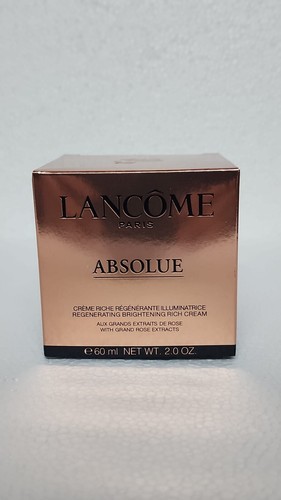 LANCÔME
PARIS
ABSOLUE
CRÈME RICHE RÉGÉNÉRANTE ILLUMINATRICE
REGENERATING BRIGHTENING RICH CREAM
AUX GRANDS EXTRAITS DE ROSE
WITH GRAND ROSE EXTRACTS
℮ 60 ml NET WT. 2.0 OZ.